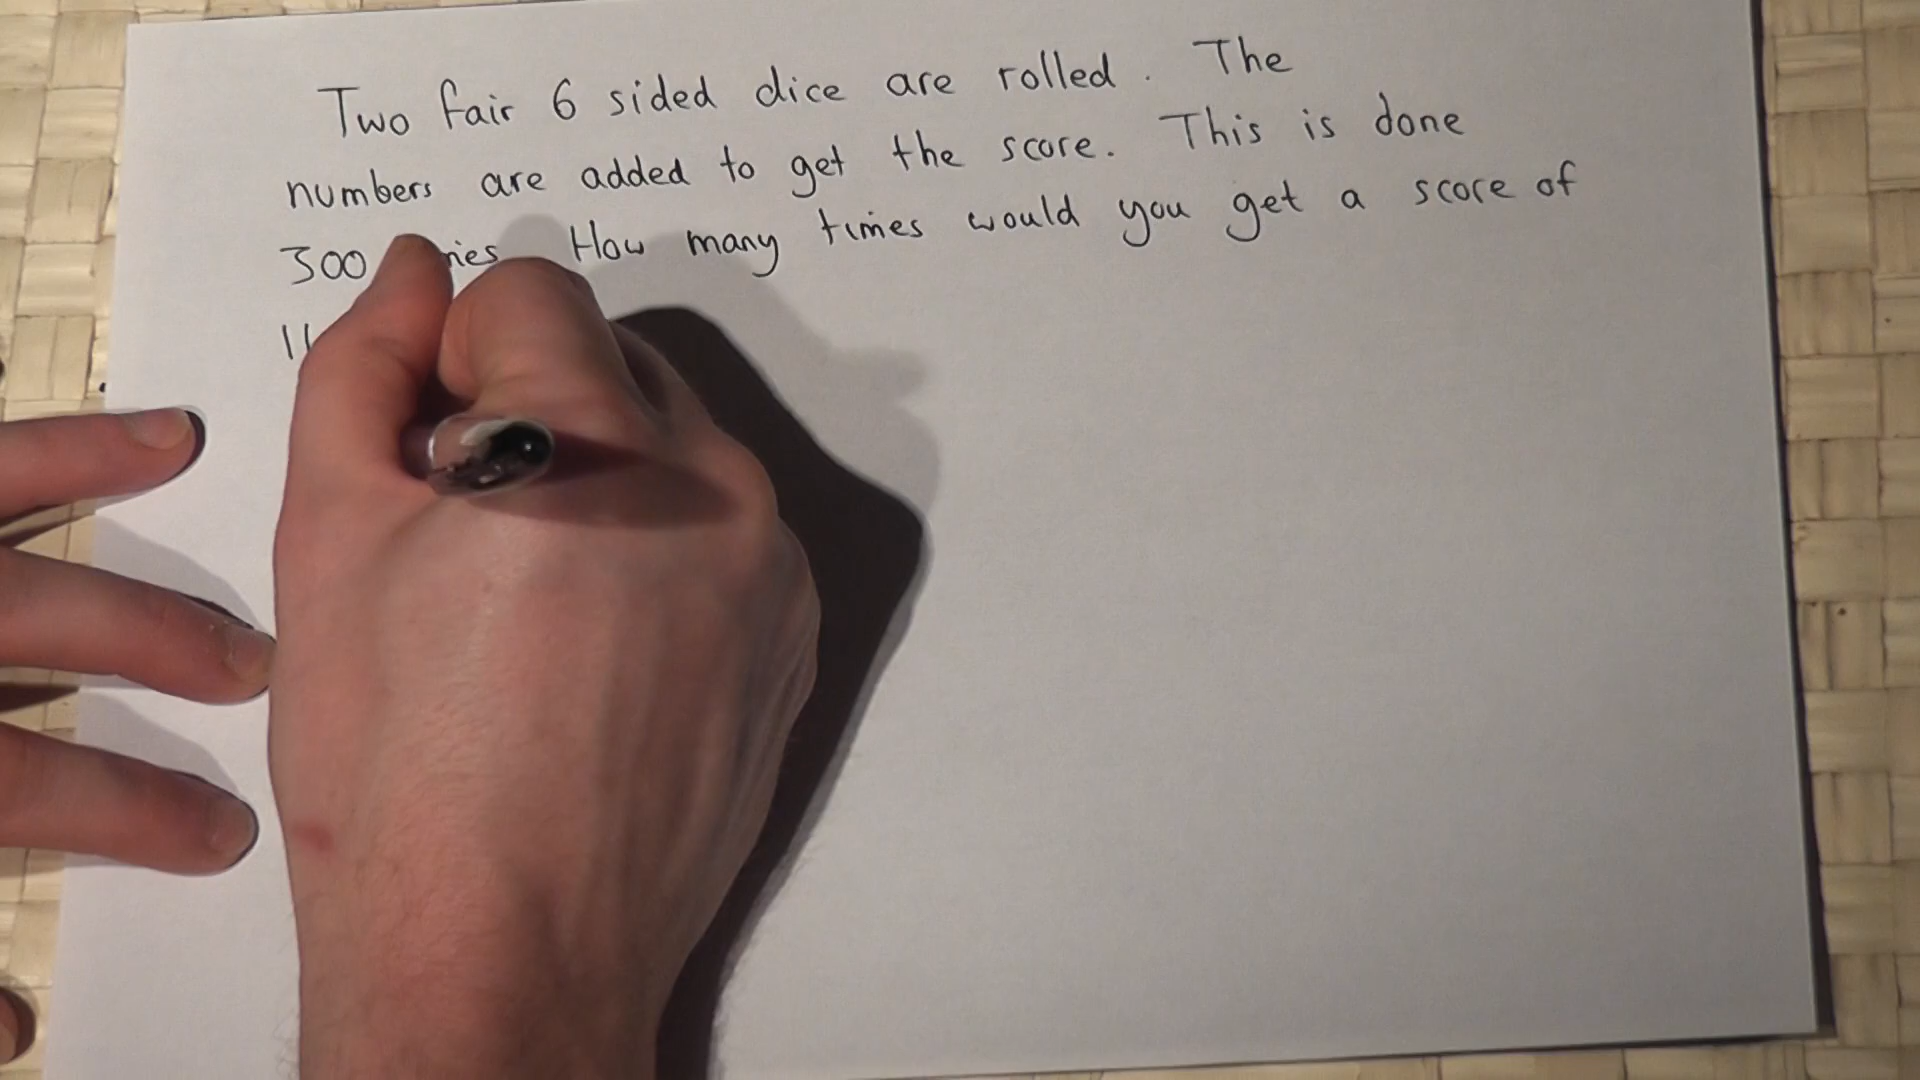 Two fair 6 sided dice are rolled. The
numbers are added to get the score. This is done
300 How many times would you get a score of
11